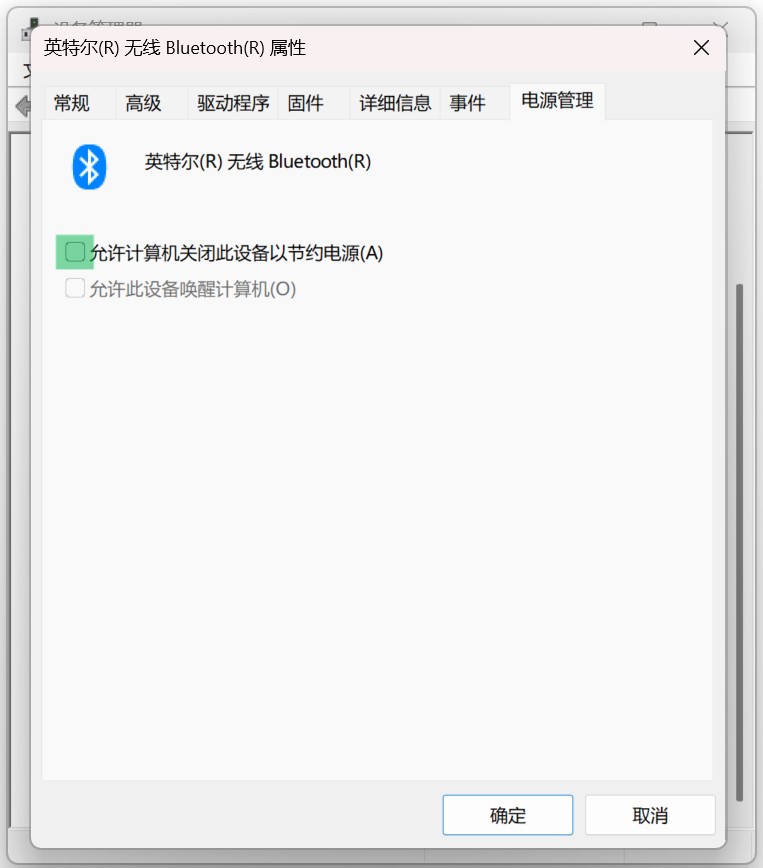 英特尔(R) 无线 Bluetooth(R) 属性
常规 高级 驱动程序 固件 详细信息 事件 电源管理
英特尔(R) 无线 Bluetooth(R)
允许计算机关闭此设备以节约电源(A)
允许此设备唤醒计算机(O)
确定 取消